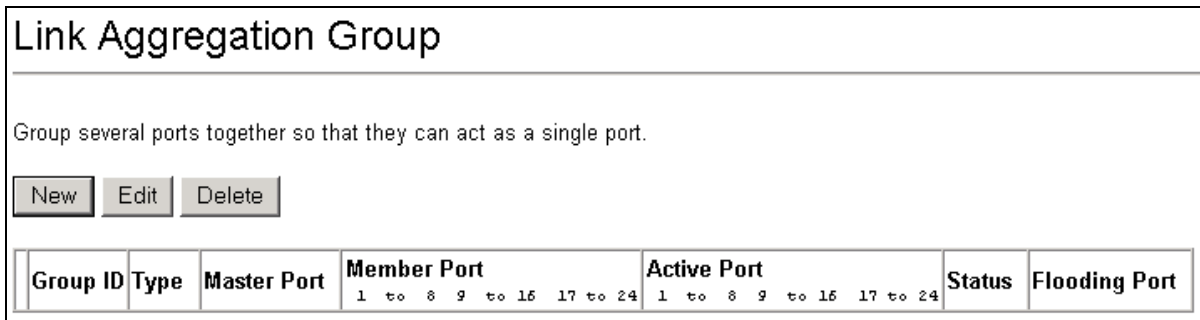 Link Aggregation Group
Group several ports together so that they can act as a single port.
New Edit Delete
Group ID Type Master Port Member Port Active Port Status Flooding Port
1 to 8 9 to 16 17 to 24 1 to 8 9 to 16 17 to 24